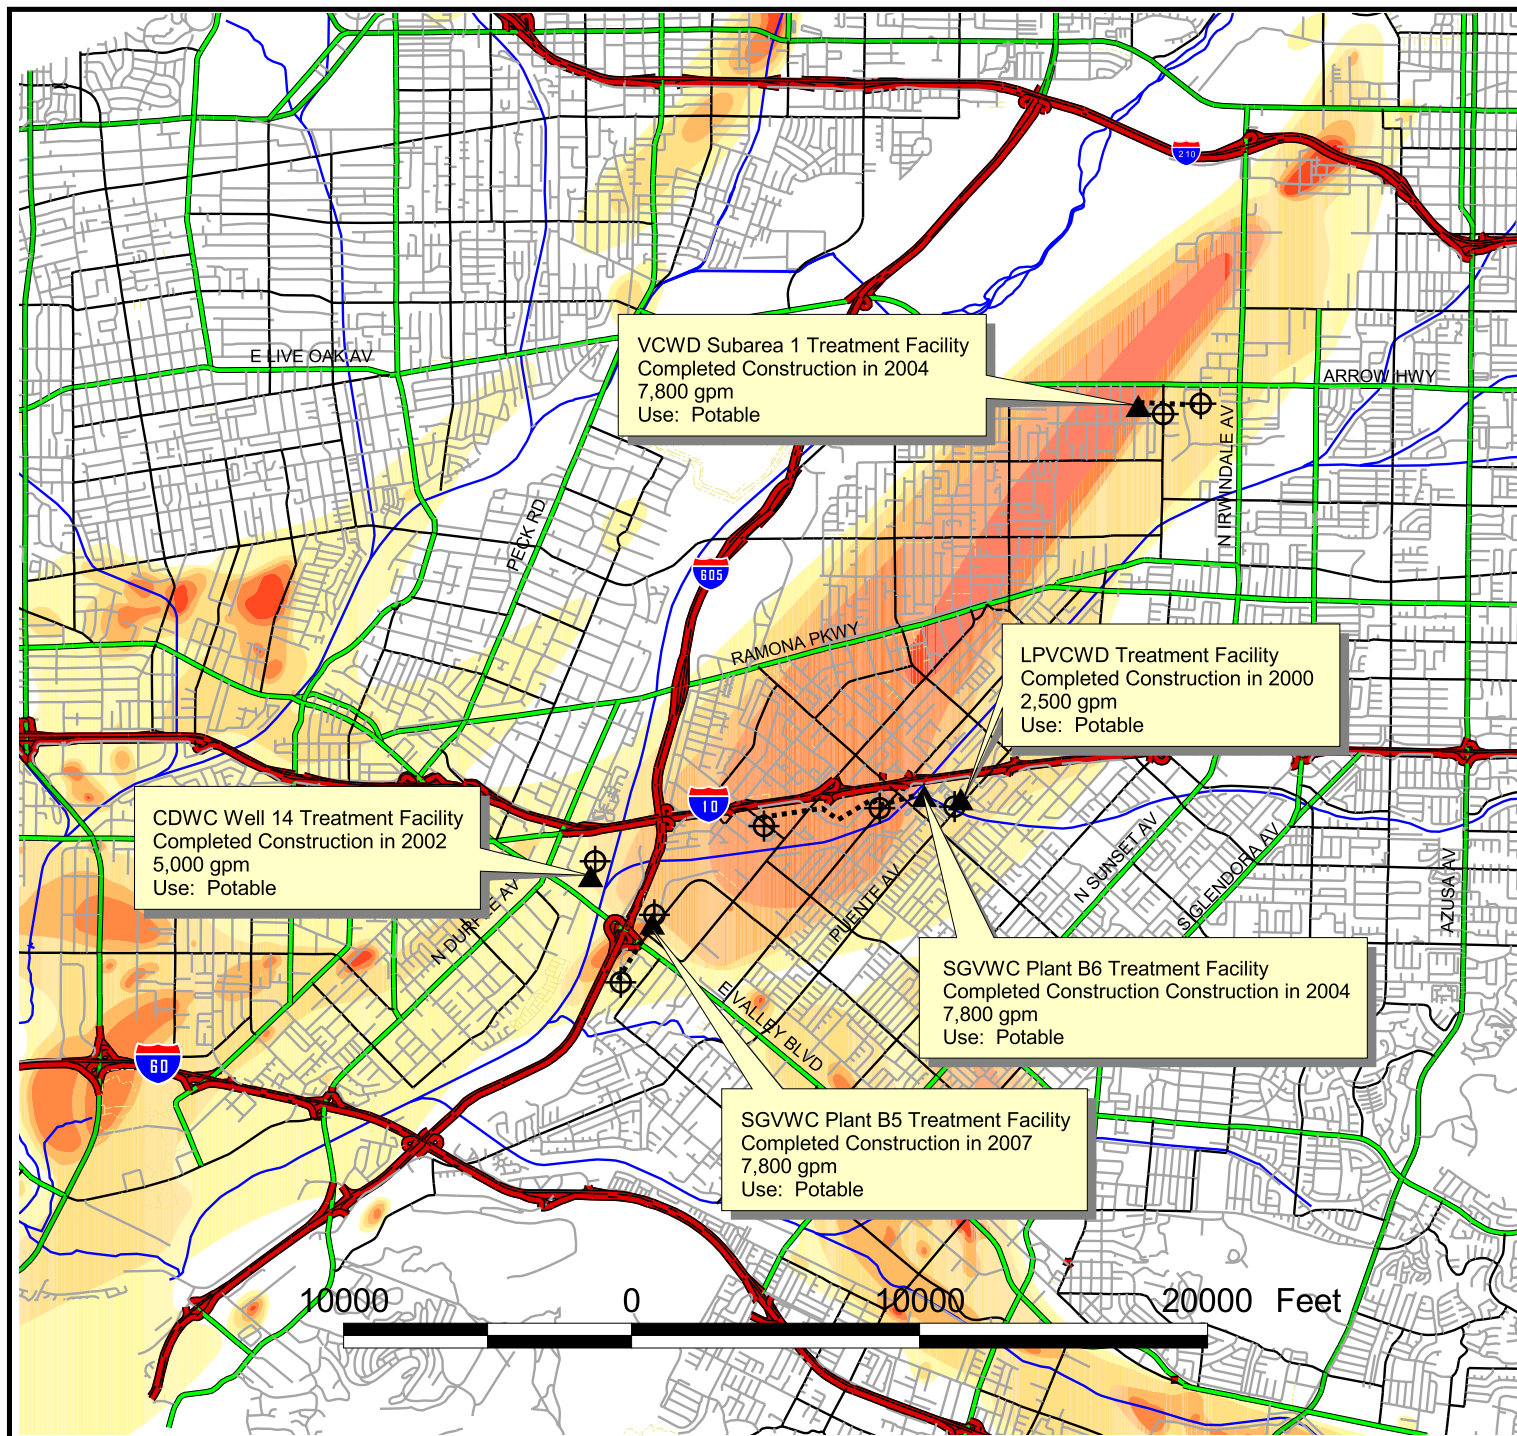 210
E LIVE OAK AV
VCWD Subarea 1 Treatment Facility
Completed Construction in 2004
7,800 gpm
Use: Potable
ARROW HWY
N IRWINDALE AV
PECK RD
605
RAMONA PKWY
LPVCWD Treatment Facility
Completed Construction in 2000
2,500 gpm
Use: Potable
10
CDWC Well 14 Treatment Facility
Completed Construction in 2002
5,000 gpm
Use: Potable
N DURFEE AV
PUENTE AV
N SUNSET AV
S GLENDORA AV
AZUSA AV
SGVWC Plant B6 Treatment Facility
Completed Construction Construction in 2004
7,800 gpm
Use: Potable
E VALLEY BLVD
60
SGVWC Plant B5 Treatment Facility
Completed Construction in 2007
7,800 gpm
Use: Potable
10000 0 10000 20000 Feet